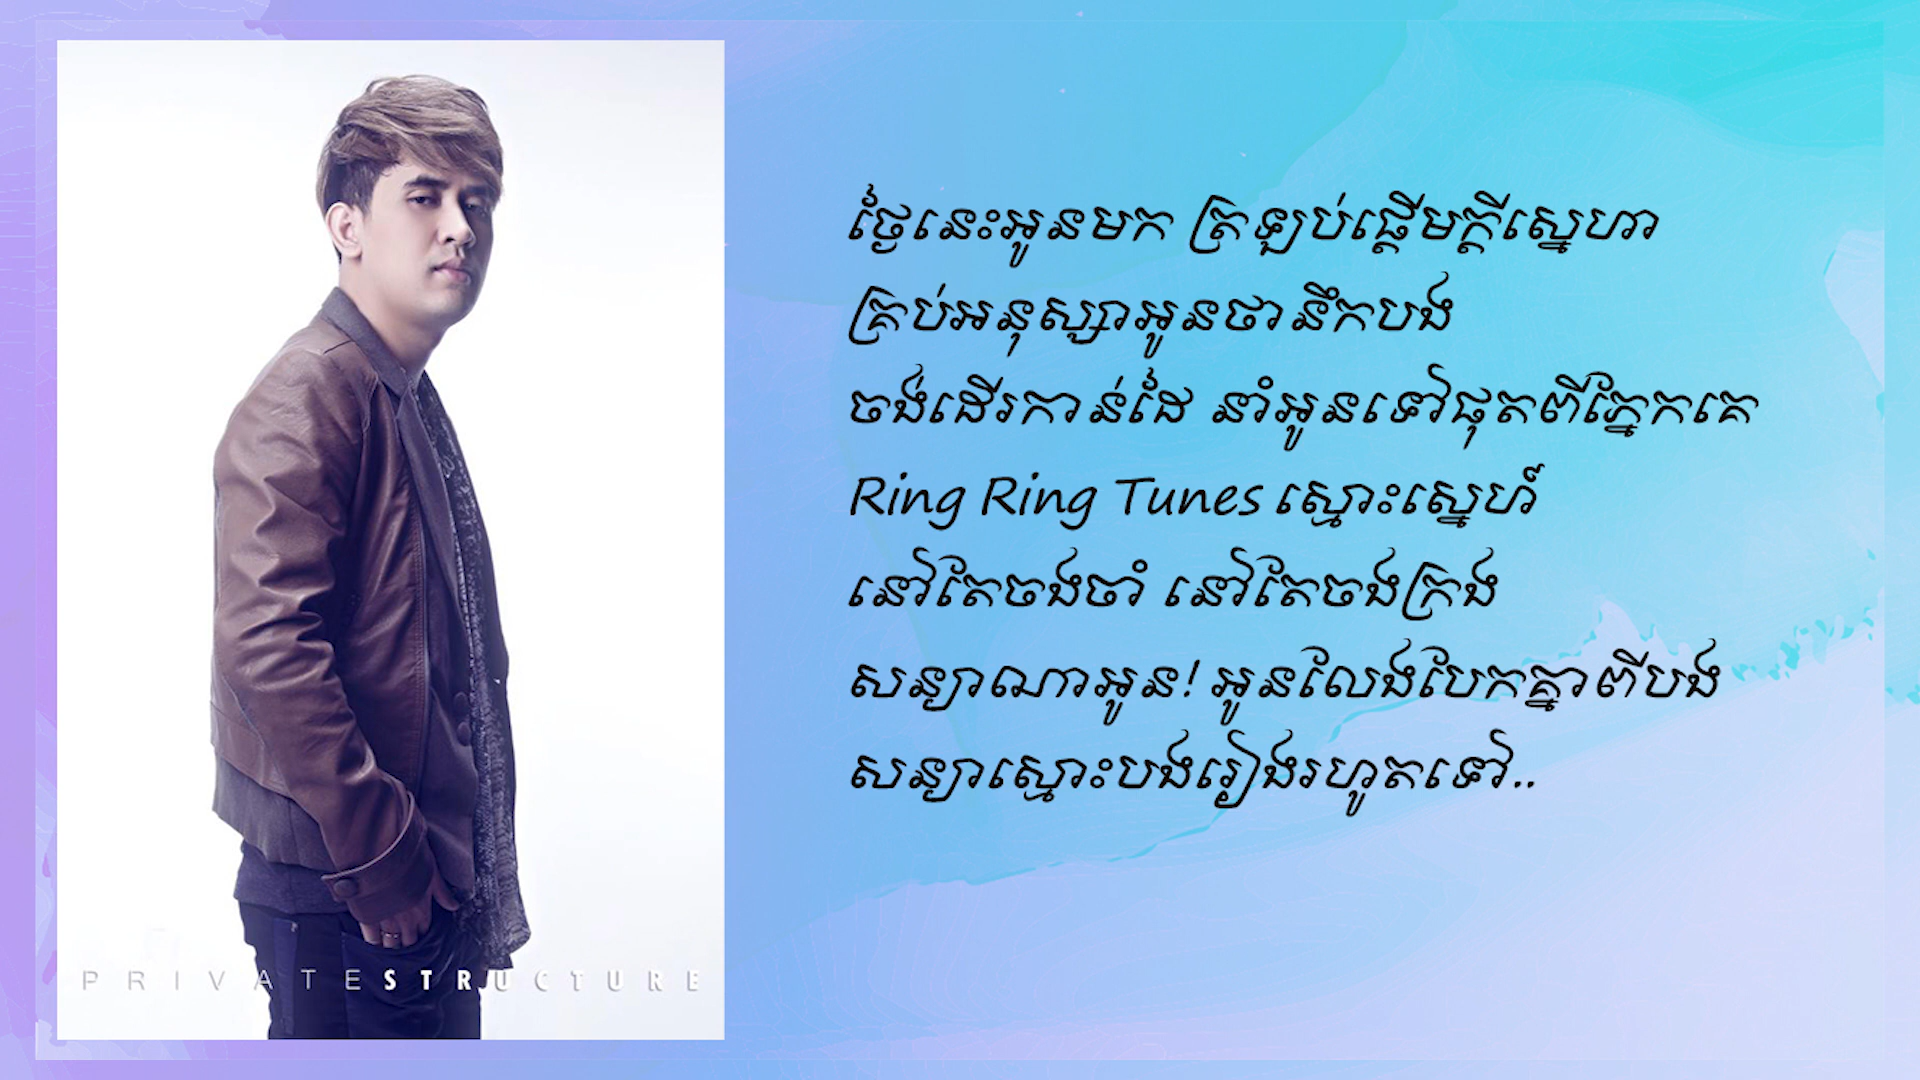 ថ្ងៃនេះអូនមក ត្រឡប់ផ្ដើមក្ដីស្នេហា
គ្រប់អនុស្សាអូនថានឹកបង
ចង់ដើរកាន់ដៃ នាំអូនទៅផុតពីភ្នែកគេ
Ring Ring Tunes ស្មោះស្នេហ៍
នៅតែចងចាំ នៅតែចងក្រង
សន្យាណាអូន! អូនលែងបែកគ្នាពីបង
សន្យាស្មោះបងរៀងរហូតទៅ..
PRIVATESTRUCTURE